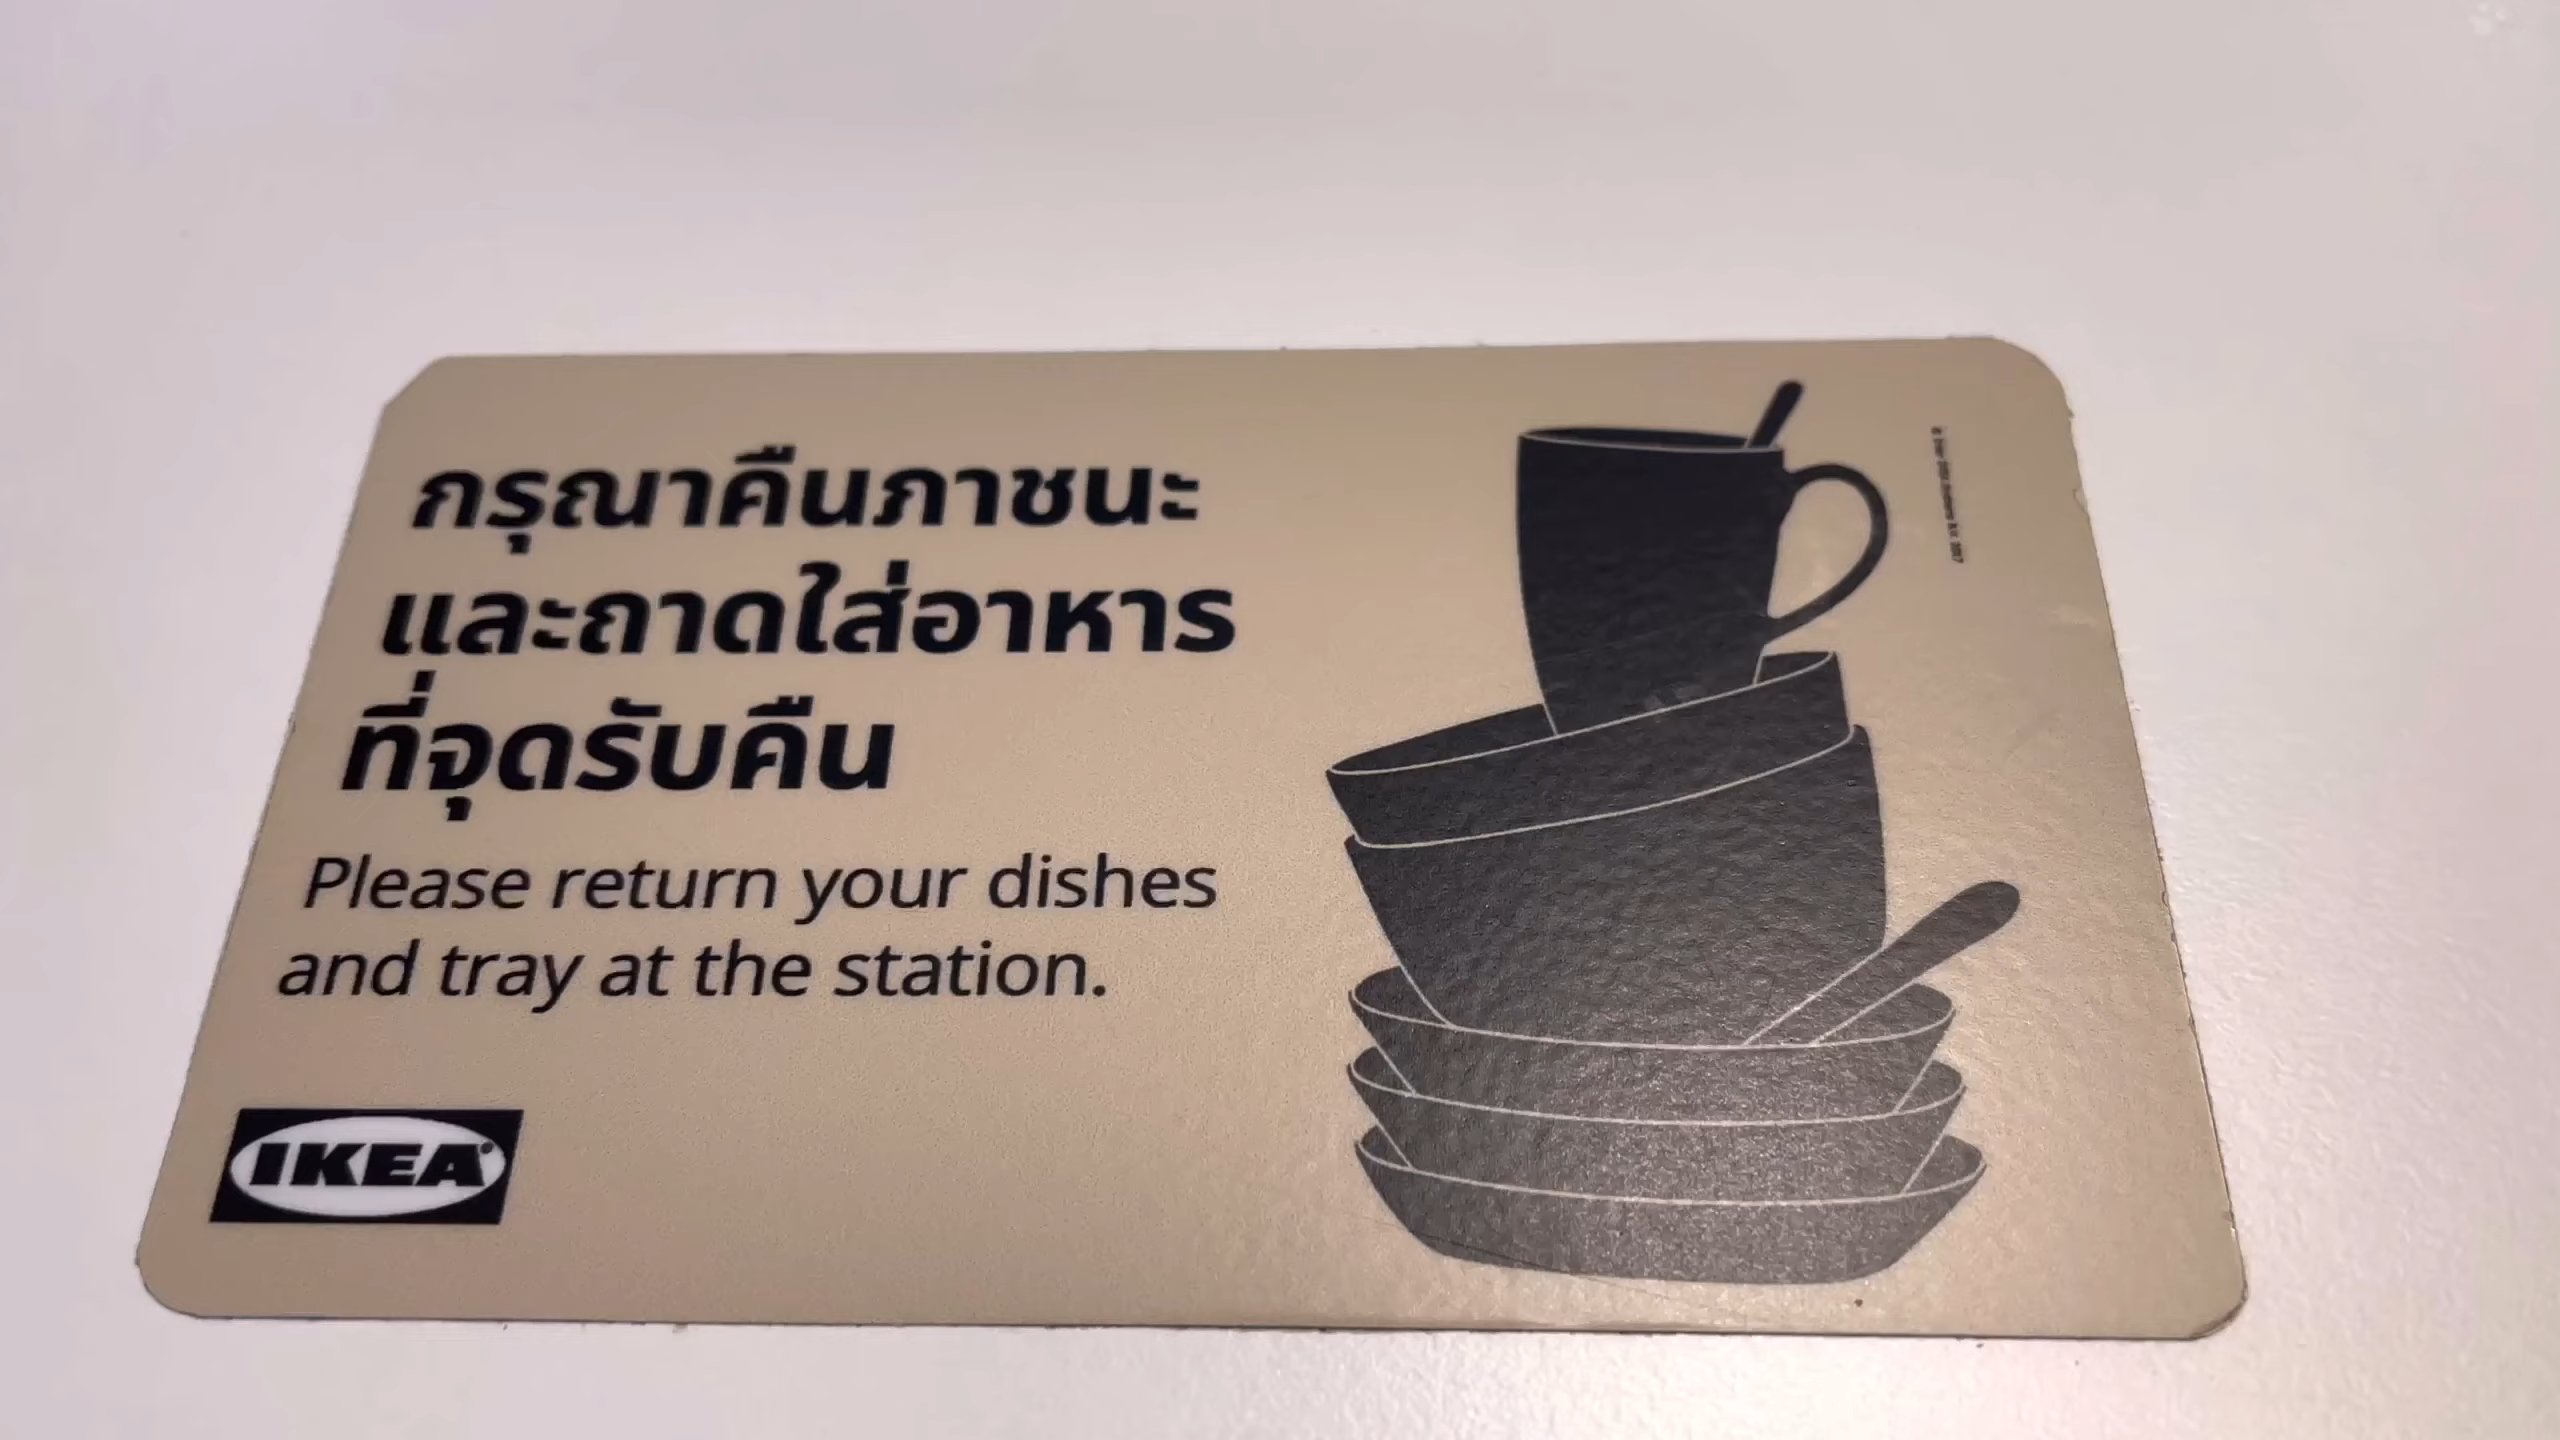 กรุณาคืนภาชนะ
และถาดใส่อาหาร
ที่จุดรับคืน
Please return your dishes
and tray at the station.
IKEA®